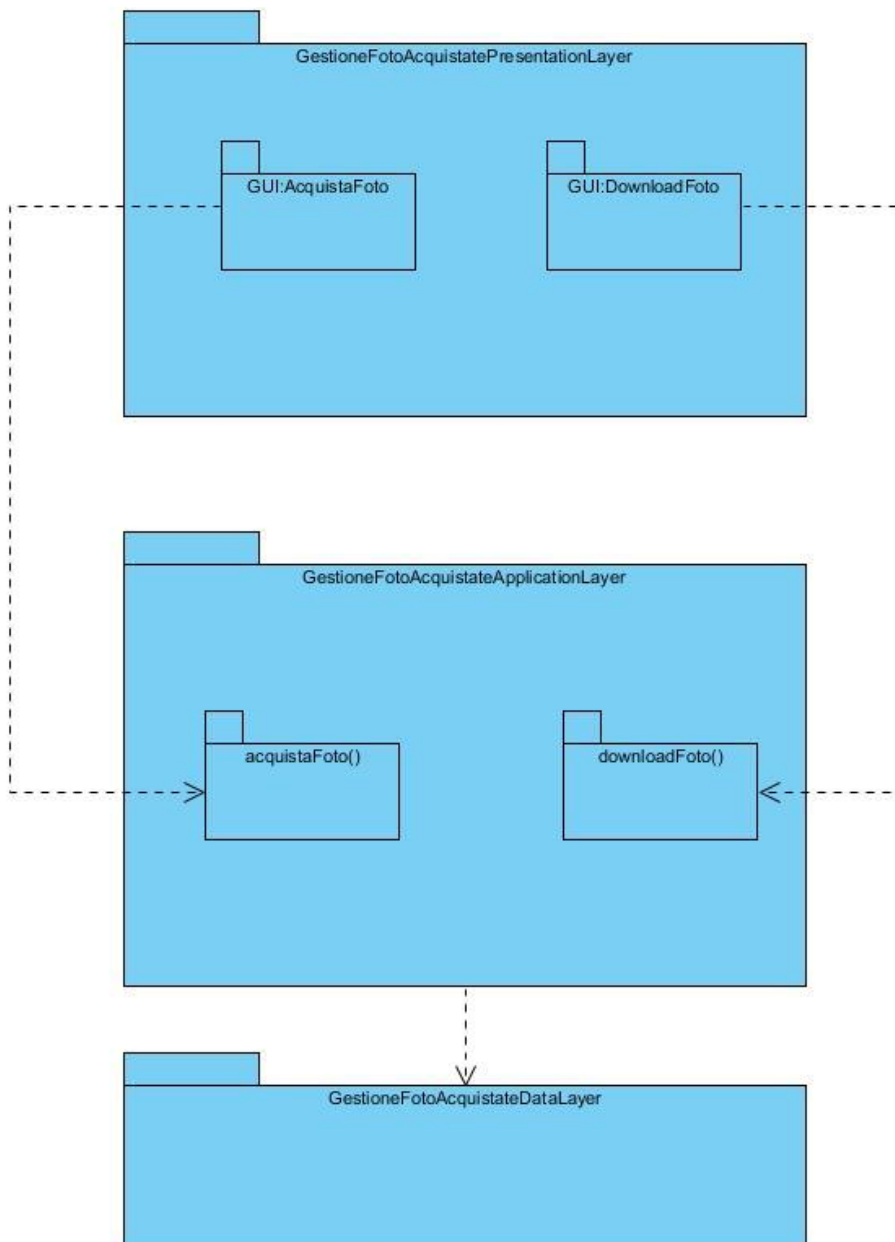 GestioneFotoAcquistatePresentationLayer
GUI:AcquistaFoto
GUI:DownloadFoto
GestioneFotoAcquistateApplicationLayer
acquistaFoto()
downloadFoto()
GestioneFotoAcquistateDataLayer